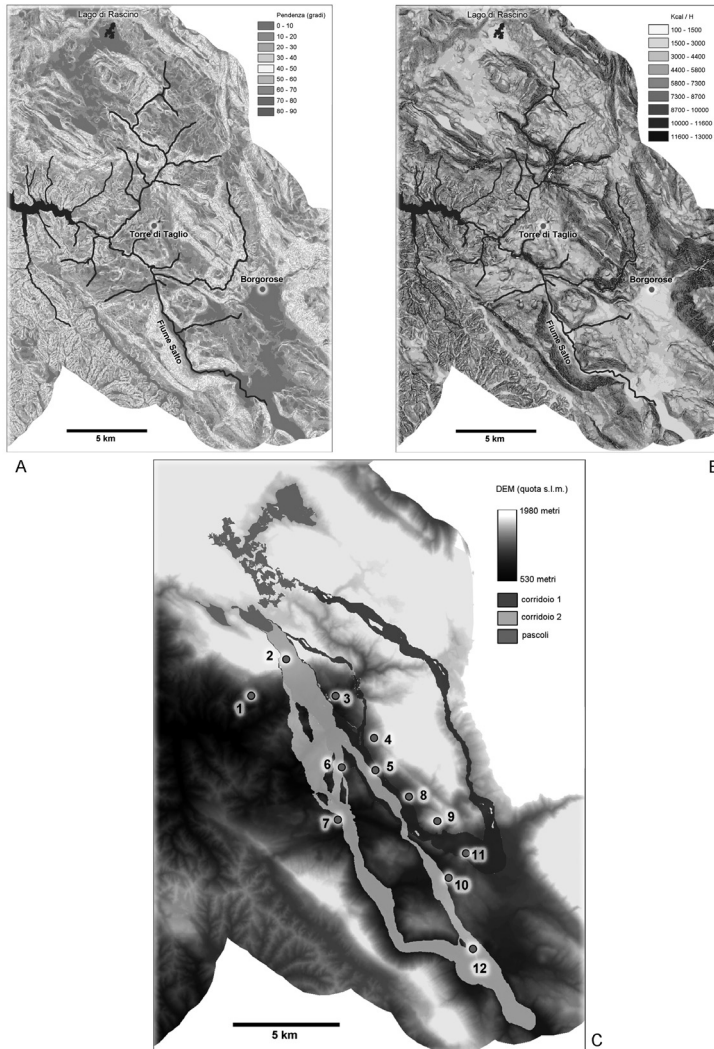 Lago di Rascino
Pendenza (gradi)
0 - 10
10 - 20
20 - 30
30 - 40
40 - 50
50 - 60
60 - 70
70 - 80
80 - 90
Torre di Taglio
Borgorose
Fiume Salto
5 km
A
Lago di Rascino
Kcal / H
100 - 1500
1500 - 3000
3000 - 4400
4400 - 5800
5800 - 7300
7300 - 8700
8700 - 10000
10000 - 11600
11600 - 13000
Torre di Taglio
Borgorose
Fiume Salto
5 km
B
DEM (quota s.l.m.)
1980 metri
530 metri
corridoio 1
corridoio 2
pascoli
2
1
3
4
6
5
8
7
9
11
10
12
5 km
C